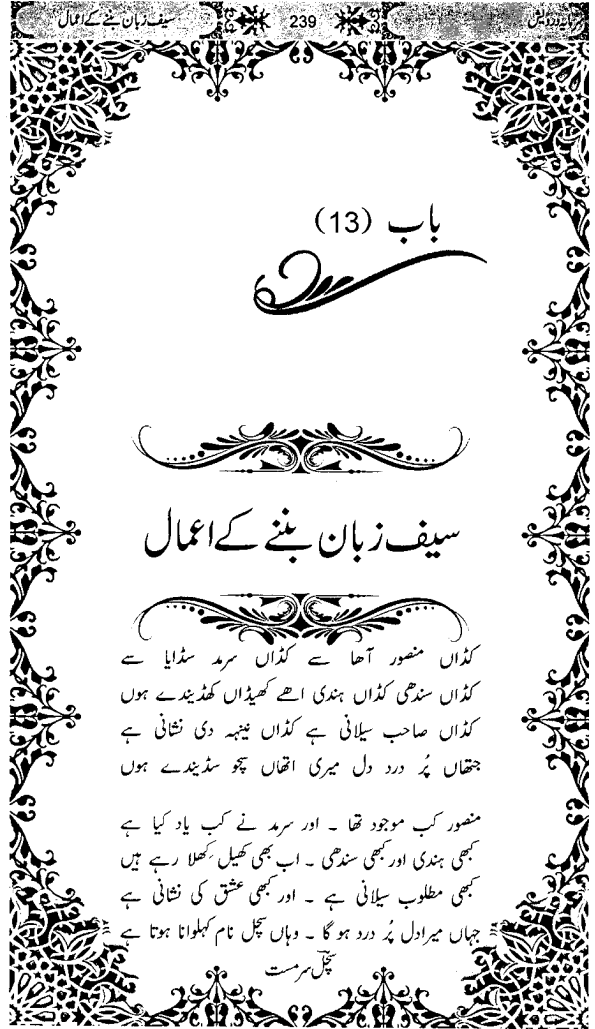 سیف زبان بننے کے اعمال
239
سرمایہ درویش
باب (13)
سیف زبان بننے کے اعمال
کڈاں منصور آھا سے کڈاں سرمد سڈایا سے
کڈاں سندھی کڈاں ہندی اھے کھیڈاں کھڈیندے ہوں
کڈاں صاحب سیلانی ہے کڈاں نینہہ دی نشانی ہے
جتھاں پُر درد دل میری اتھاں سچو سڈیندے ہوں
منصور کب موجود تھا ۔ اور سرمد نے کب یاد کیا ہے
کبھی ہندی اور کبھی سندھی ۔ اب بھی کھیل کھلا رہے ہیں
کبھی مطلوب سیلانی ہے ۔ اور کبھی عشق کی نشانی ہے
جہاں میرا دل پُر درد ہو گا ۔ وہاں سچل نام کہلوانا ہوتا ہے
سچل سرمست